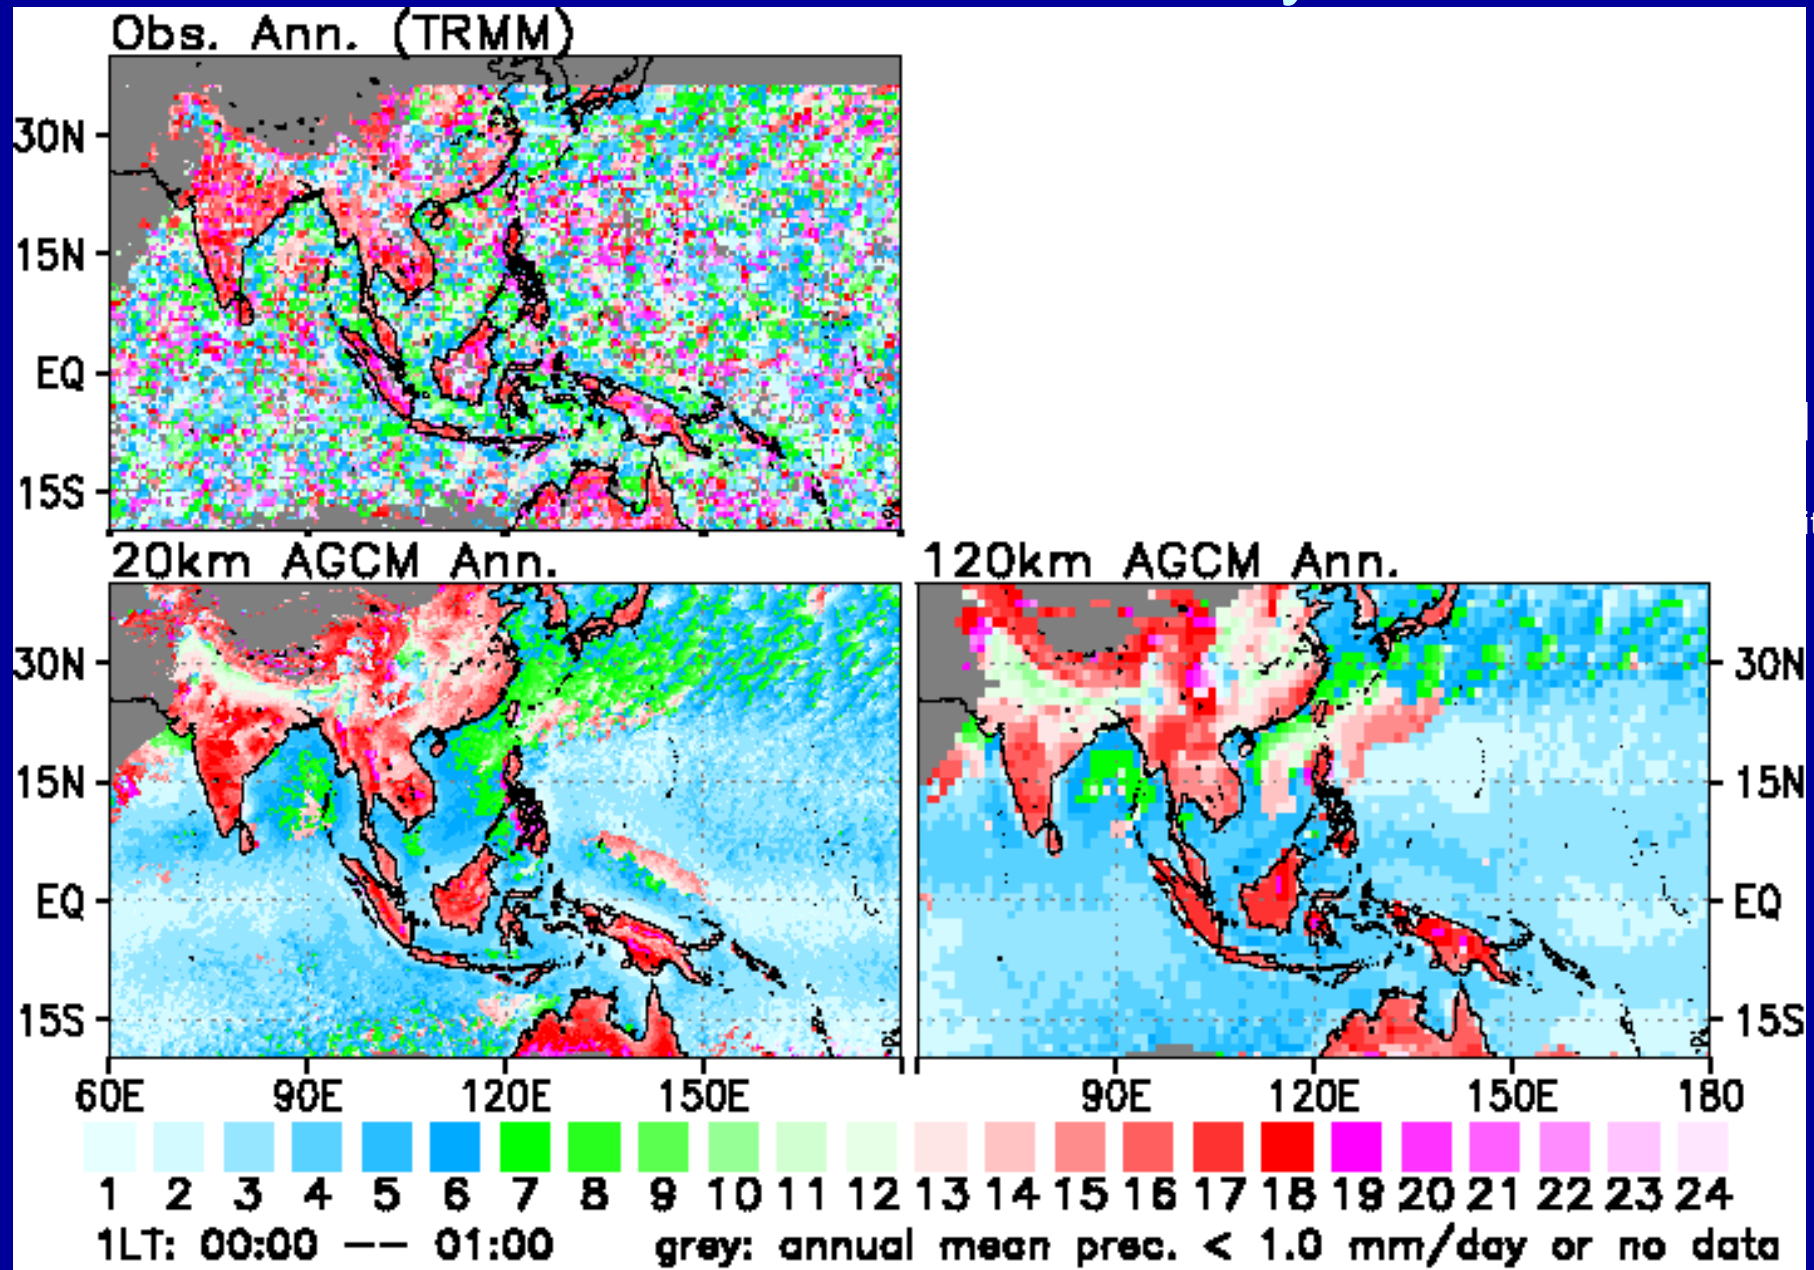 Obs. Ann. (TRMM)
30N
15N
EQ
15S
20km AGCM Ann.
120km AGCM Ann.
30N
15N
EQ
15S
30N
15N
EQ
15S
60E 90E 120E 150E
90E 120E 150E 180
1 2 3 4 5 6 7 8 9 10 11 12 13 14 15 16 17 18 19 20 21 22 23 24
1LT: 00:00 -- 01:00 grey: annual mean prec. < 1.0 mm/day or no data